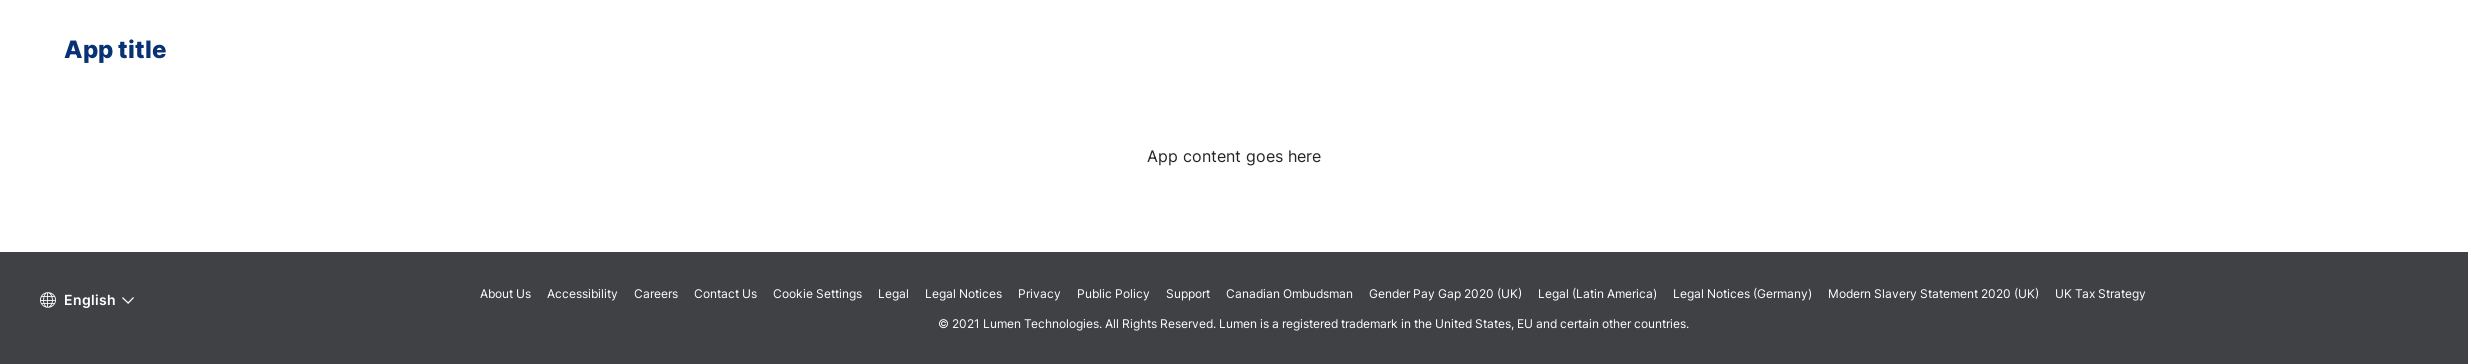 App title
App content goes here
English
About Us Accessibility Careers Contact Us Cookie Settings Legal Legal Notices Privacy Public Policy Support Canadian Ombudsman Gender Pay Gap 2020 (UK) Legal (Latin America) Legal Notices (Germany) Modern Slavery Statement 2020 (UK) UK Tax Strategy
© 2021 Lumen Technologies. All Rights Reserved. Lumen is a registered trademark in the United States, EU and certain other countries.